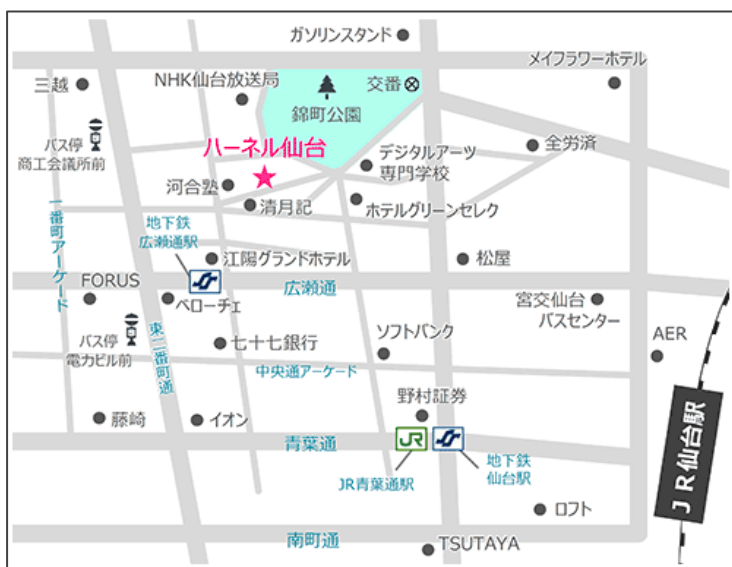 ガソリンスタンド
メイフラワーホテル
三越
NHK仙台放送局
交番
錦町公園
バス停
商工会議所前
ハーネル仙台
デジタルアーツ
専門学校
全労済
河合塾
清月記
ホテルグリーンセレク
一番町アーケード
地下鉄
広瀬通駅
江陽グランドホテル
松屋
FORUS
ベローチェ
広瀬通
宮交仙台
バスセンター
バス停
電力ビル前
東二番町通
七十七銀行
ソフトバンク
AER
中央通アーケード
藤崎
イオン
野村証券
青葉通
JR
JR青葉通駅
地下鉄
仙台駅
JR仙台駅
ロフト
南町通
TSUTAYA